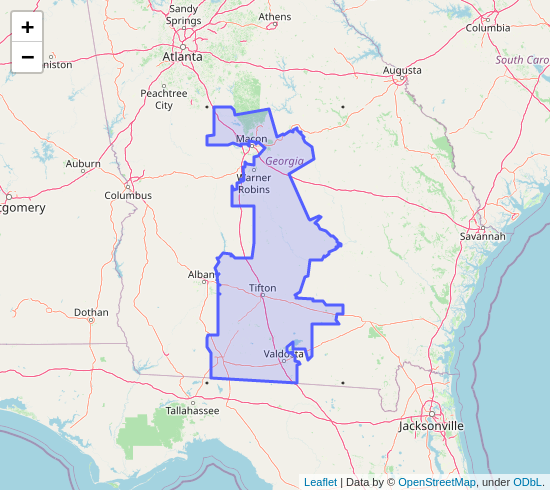 +
−
Sandy
Springs
Athens
Columbia
niston
Atlanta
South Caro
Augusta
Peachtree
City
Macon
Auburn
Georgia
Warner
Robins
Columbus
tgomery
Savannah
Alban
Tifton
Dothan
Valdosta
Tallahassee
Jacksonville
Leaflet | Data by © OpenStreetMap, under ODbL.